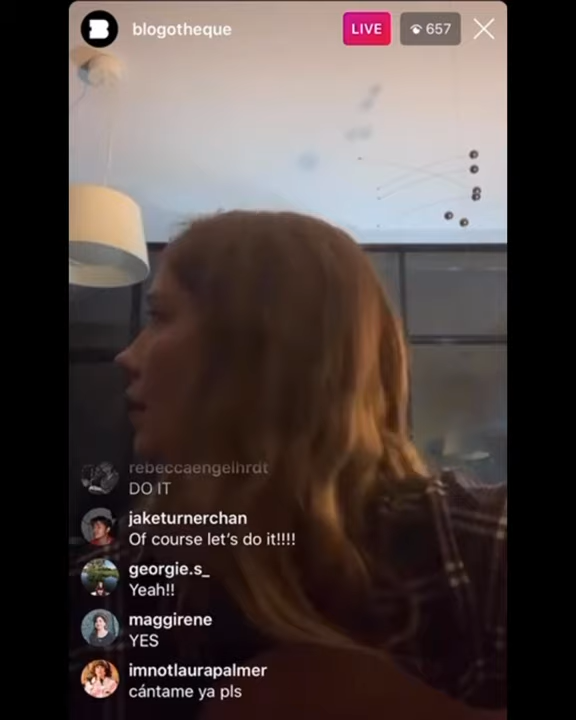 blogotheque
LIVE
657
rebeccaengelhrdt
DO IT
jaketurnerchan
Of course let's do it!!!!
georgie.s_
Yeah!!
maggirene
YES
imnotlaurapalmer
cántame ya pls